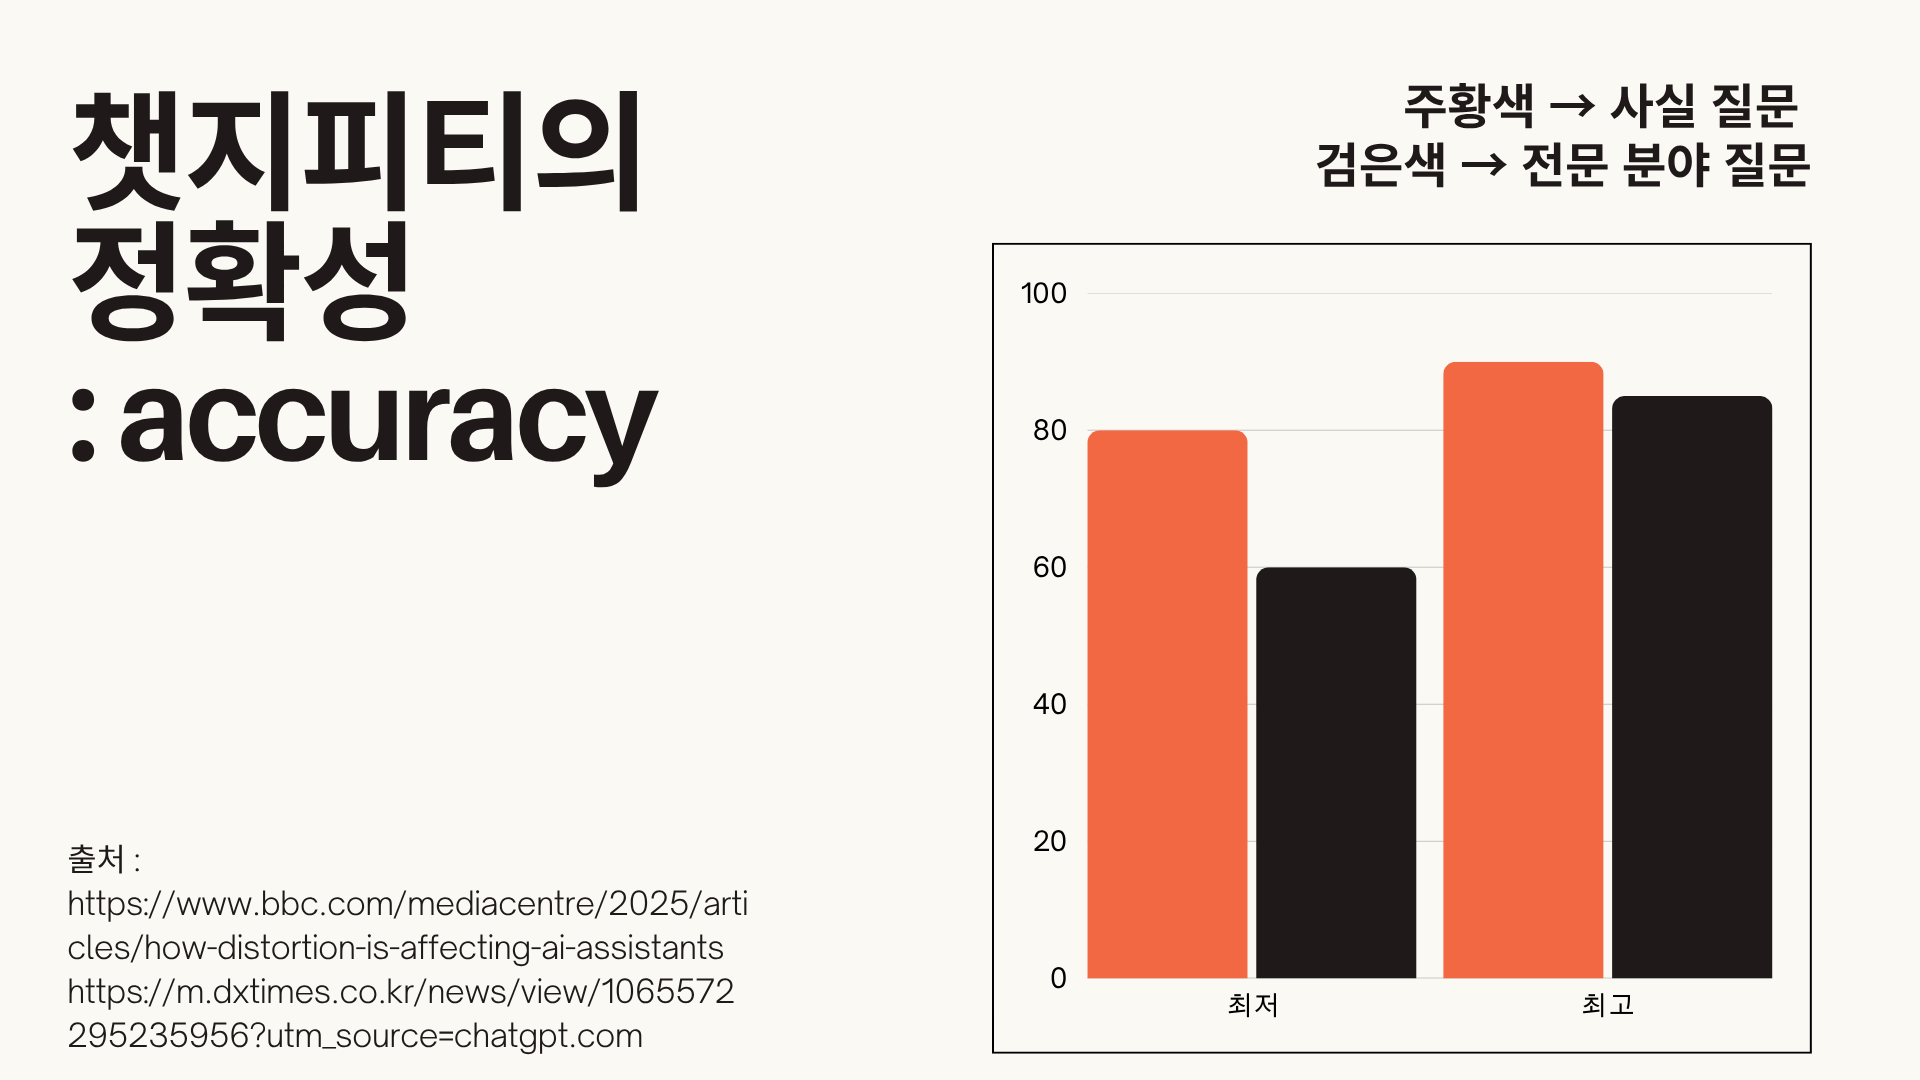 챗지피티의
정확성
: accuracy
주황색 → 사실 질문
검은색 → 전문 분야 질문
100
80
60
40
20
0
최저
최고
출처 :
https://www.bbc.com/mediacentre/2025/arti
cles/how-distortion-is-affecting-ai-assistants
https://m.dxtimes.co.kr/news/view/1065572
295235956?utm_source=chatgpt.com